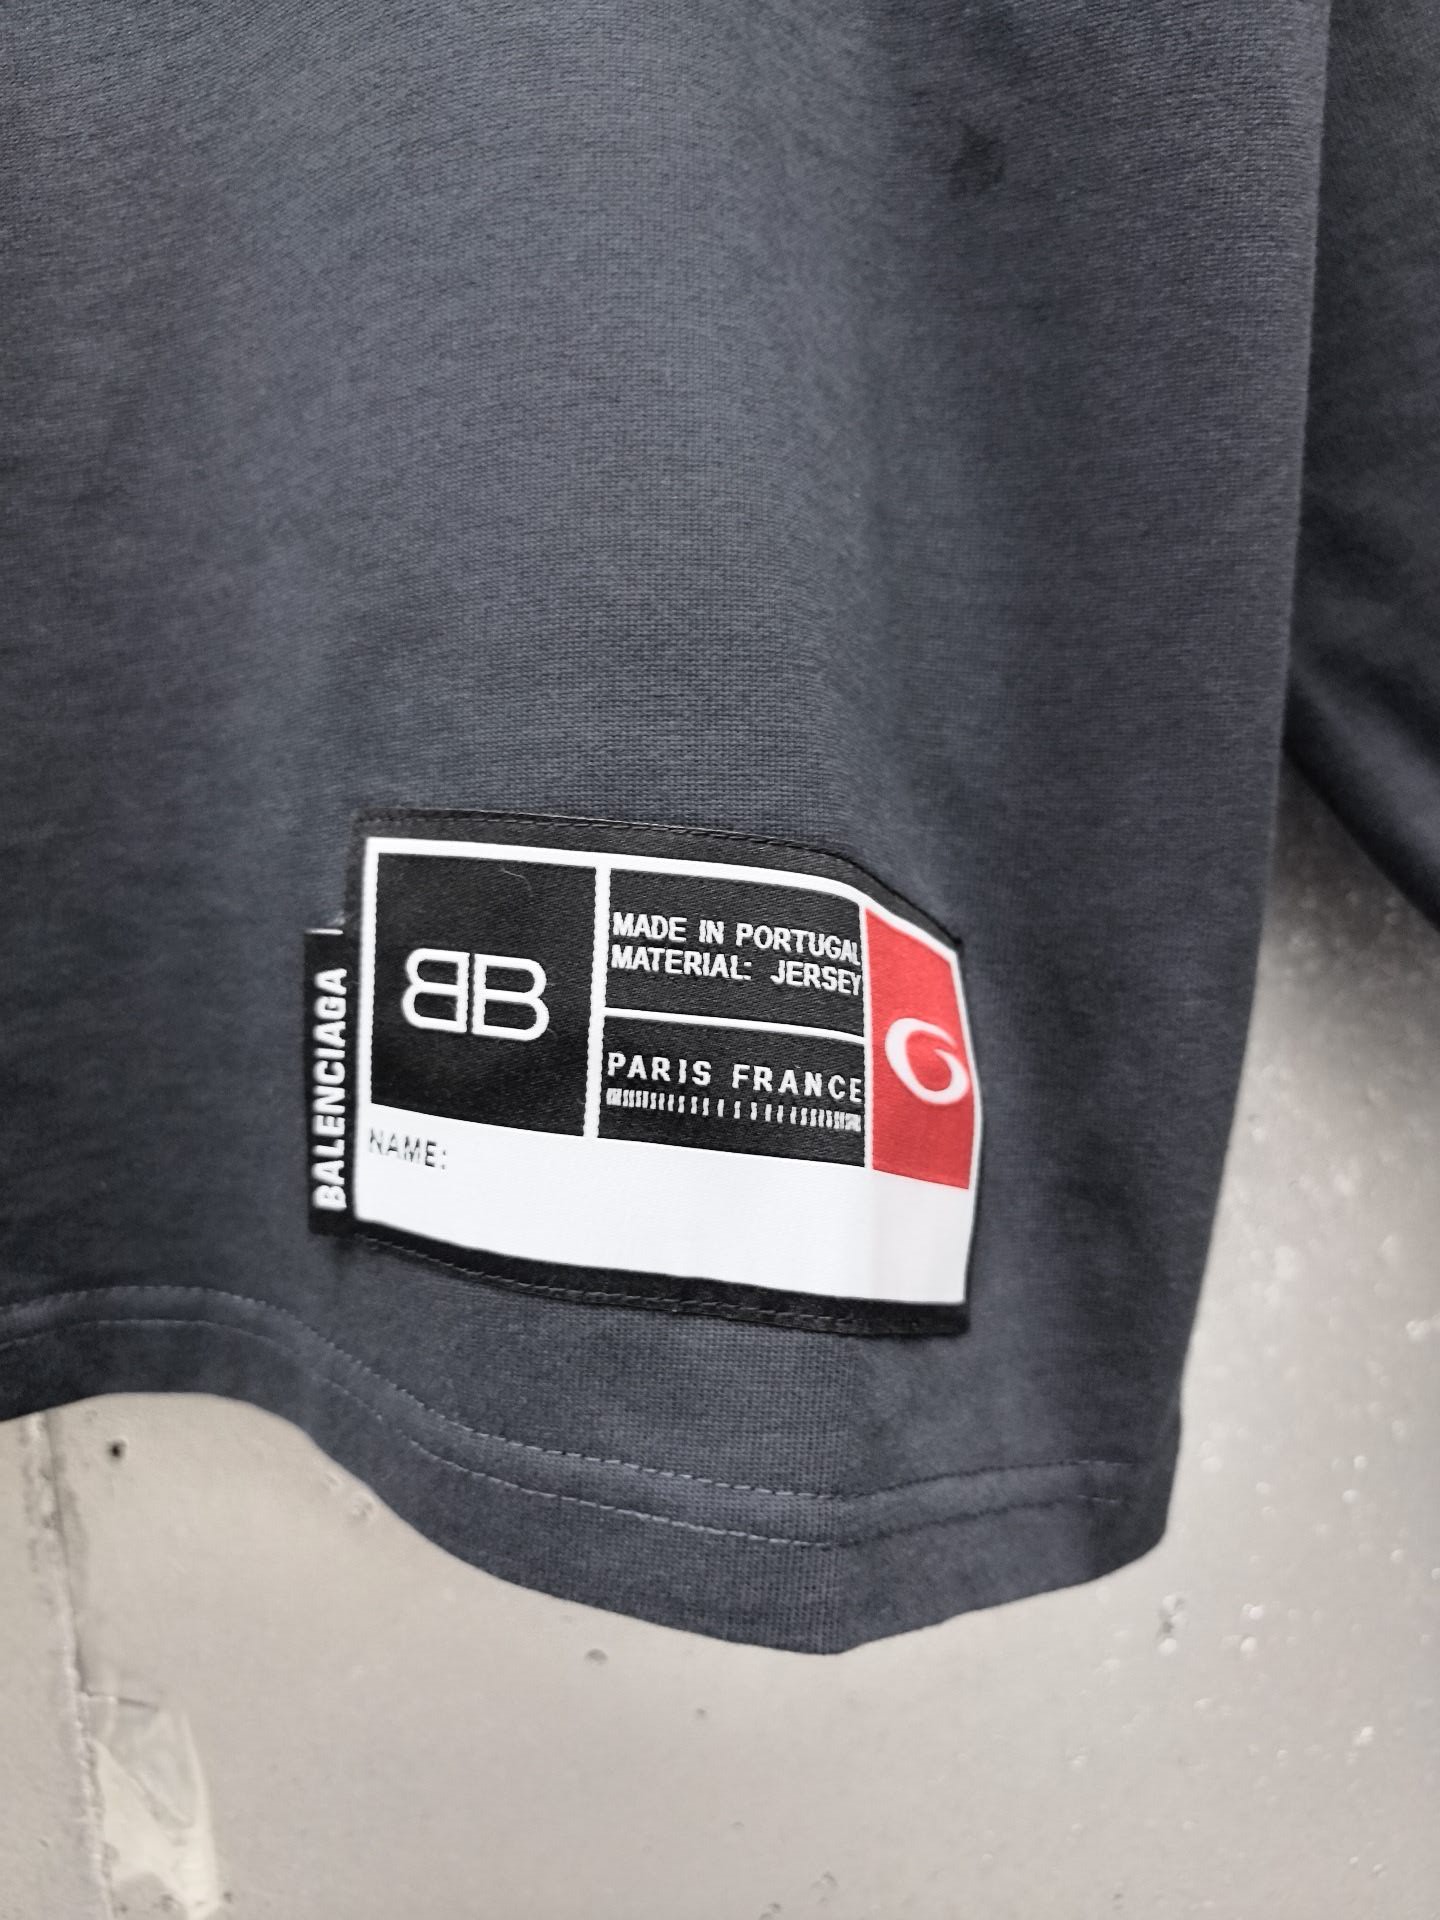 BALENCIAGA
BB
MADE IN PORTUGAL
MATERIAL: JERSEY
PARIS FRANCE
NAME: